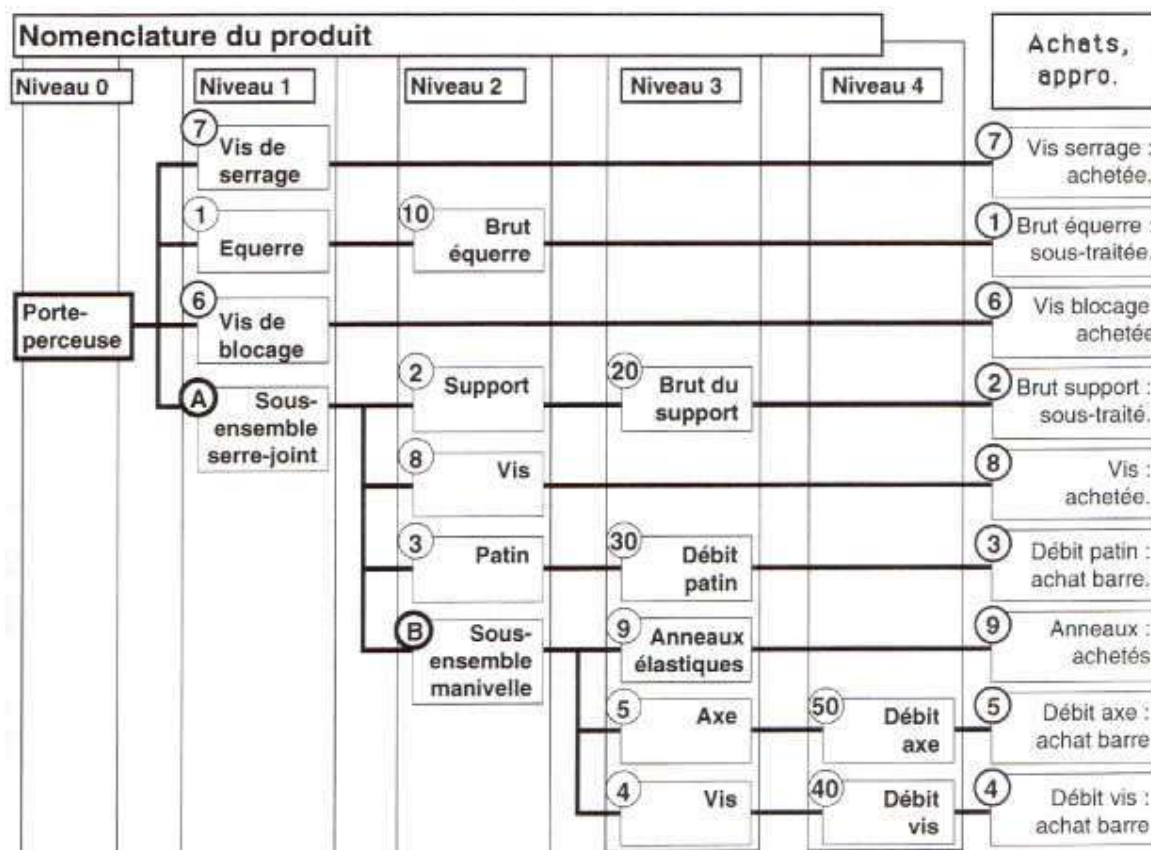 Nomenclature du produit
Achats,
appro.
Niveau 0
Niveau 1
Niveau 2
Niveau 3
Niveau 4
7
Vis de
serrage
7
Vis serrage :
achetée.
1
Equerre
10
Brut
équerre
1
Brut équerre :
sous-traitée.
Porte-
perceuse
6
Vis de
blocage
6
Vis blocage
achetée
A
Sous-
ensemble
serre-joint
2
Support
20
Brut du
support
2
Brut support :
sous-traité.
8
Vis
8
Vis :
achetée.
3
Patin
30
Débit
patin
3
Débit patin :
achat barre.
B
Sous-
ensemble
manivelle
9
Anneaux
élastiques
9
Anneaux :
achetés
5
Axe
50
Débit
axe
5
Débit axe :
achat barre
4
Vis
40
Débit
vis
4
Débit vis :
achat barre